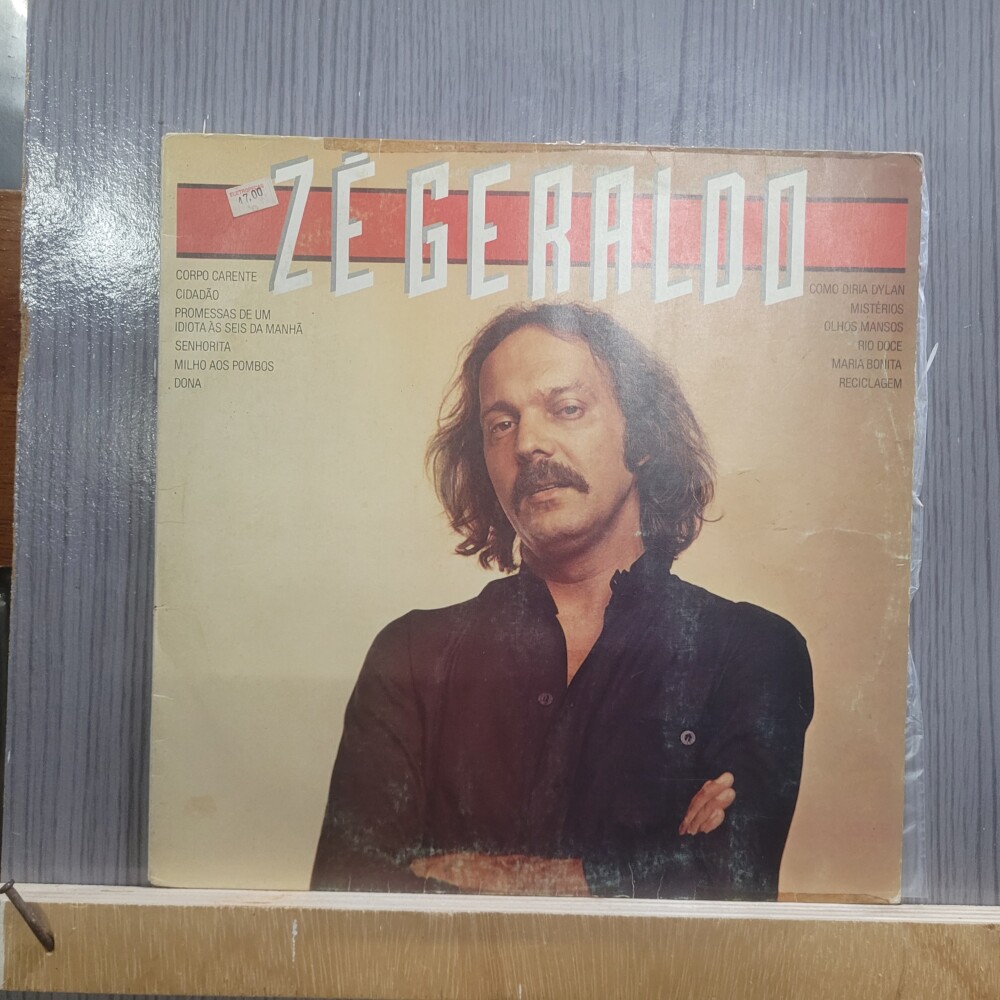 ZÉ GERALDO
47.00
CORPO CARENTE
CIDADÃO
PROMESSAS DE UM
IDIOTA ÀS SEIS DA MANHÃ
SENHORITA
MILHO AOS POMBOS
DONA
COMO DIRIA DYLAN
MISTÉRIOS
OLHOS MANSOS
RIO DOCE
MARIA BONITA
RECICLAGEM